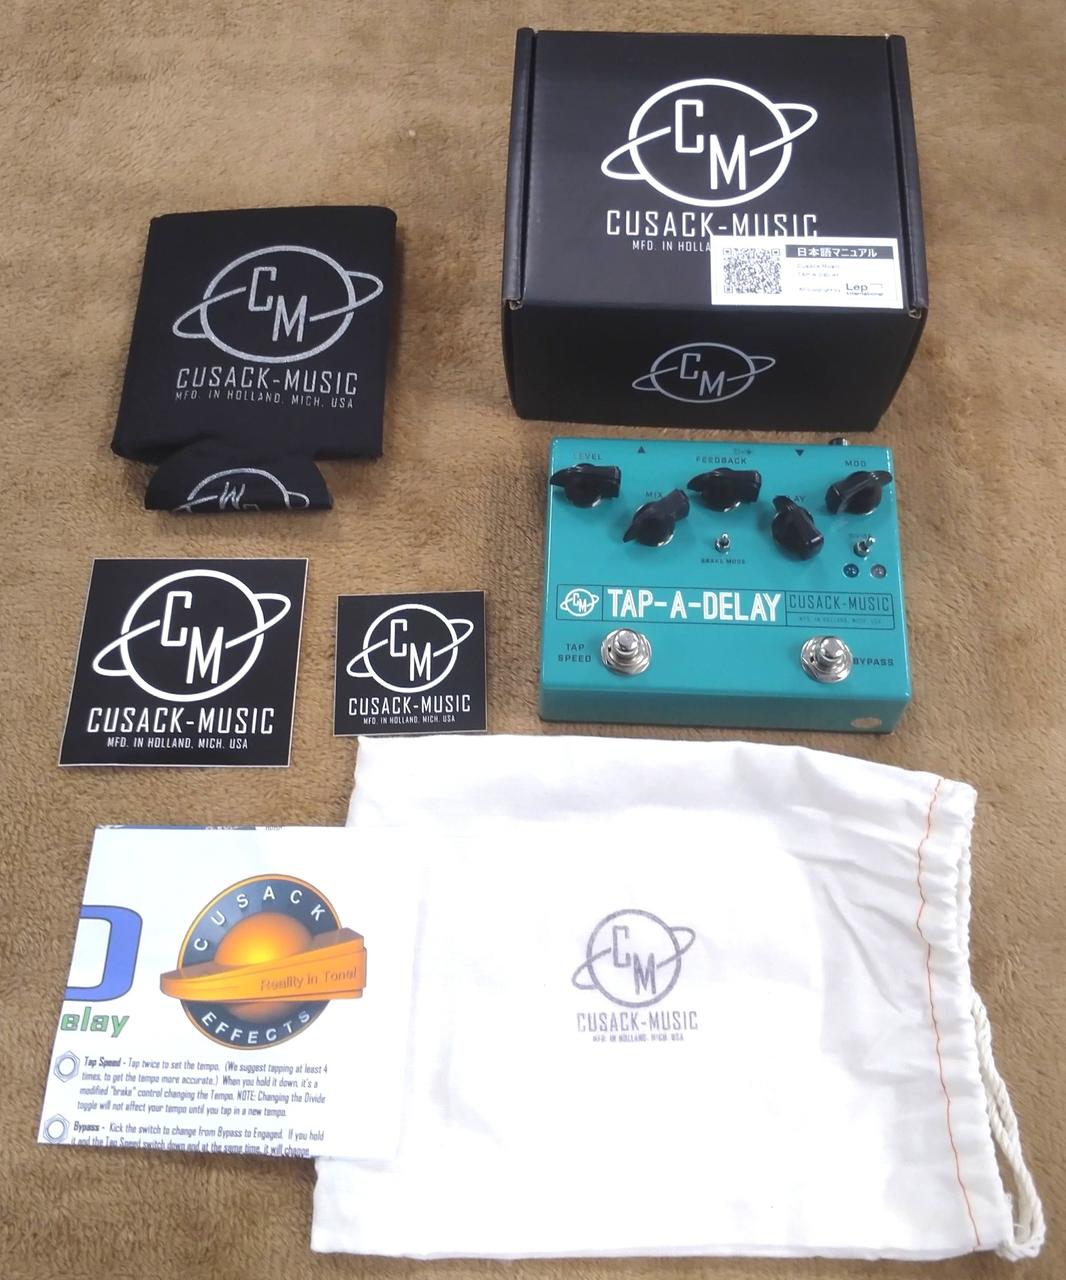 CM
CUSACK-MUSIC
MFD. IN HOLLA
日本語マニュアル
Cusack Music
TAP-A-DELAY
Lep
International
CM
CM
CUSACK-MUSIC
MFD. IN HOLLAND, MICH. USA
LEVEL
FEEDBACK
MOD
MIX
LAY
BRAKE MODE
CM
TAP-A-DELAY
CUSACK-MUSIC
MFD. IN HOLLAND, MICH. USA
TAP
SPEED
BYPASS
CM
CUSACK-MUSIC
MFD. IN HOLLAND, MICH. USA
CM
CUSACK-MUSIC
MFD. IN HOLLAND, MICH. USA
CUSACK
Reality in Tone!
EFFECTS
elay
Tap Speed - Tap twice to set the tempo. (We suggest tapping at least 4
times, to get the tempo more accurate.) When you hold it down, it's a
modified "brake" control changing the Tempo. NOTE: Changing the Divide
toggle will not affect your tempo until you tap in a new tempo.
Bypass - Kick the switch to change from Bypass to Engaged. If you hold
it and the Tap Speed switch down and at the same time, it will change
CM
CUSACK-MUSIC
MFD. IN HOLLAND, MICH. USA